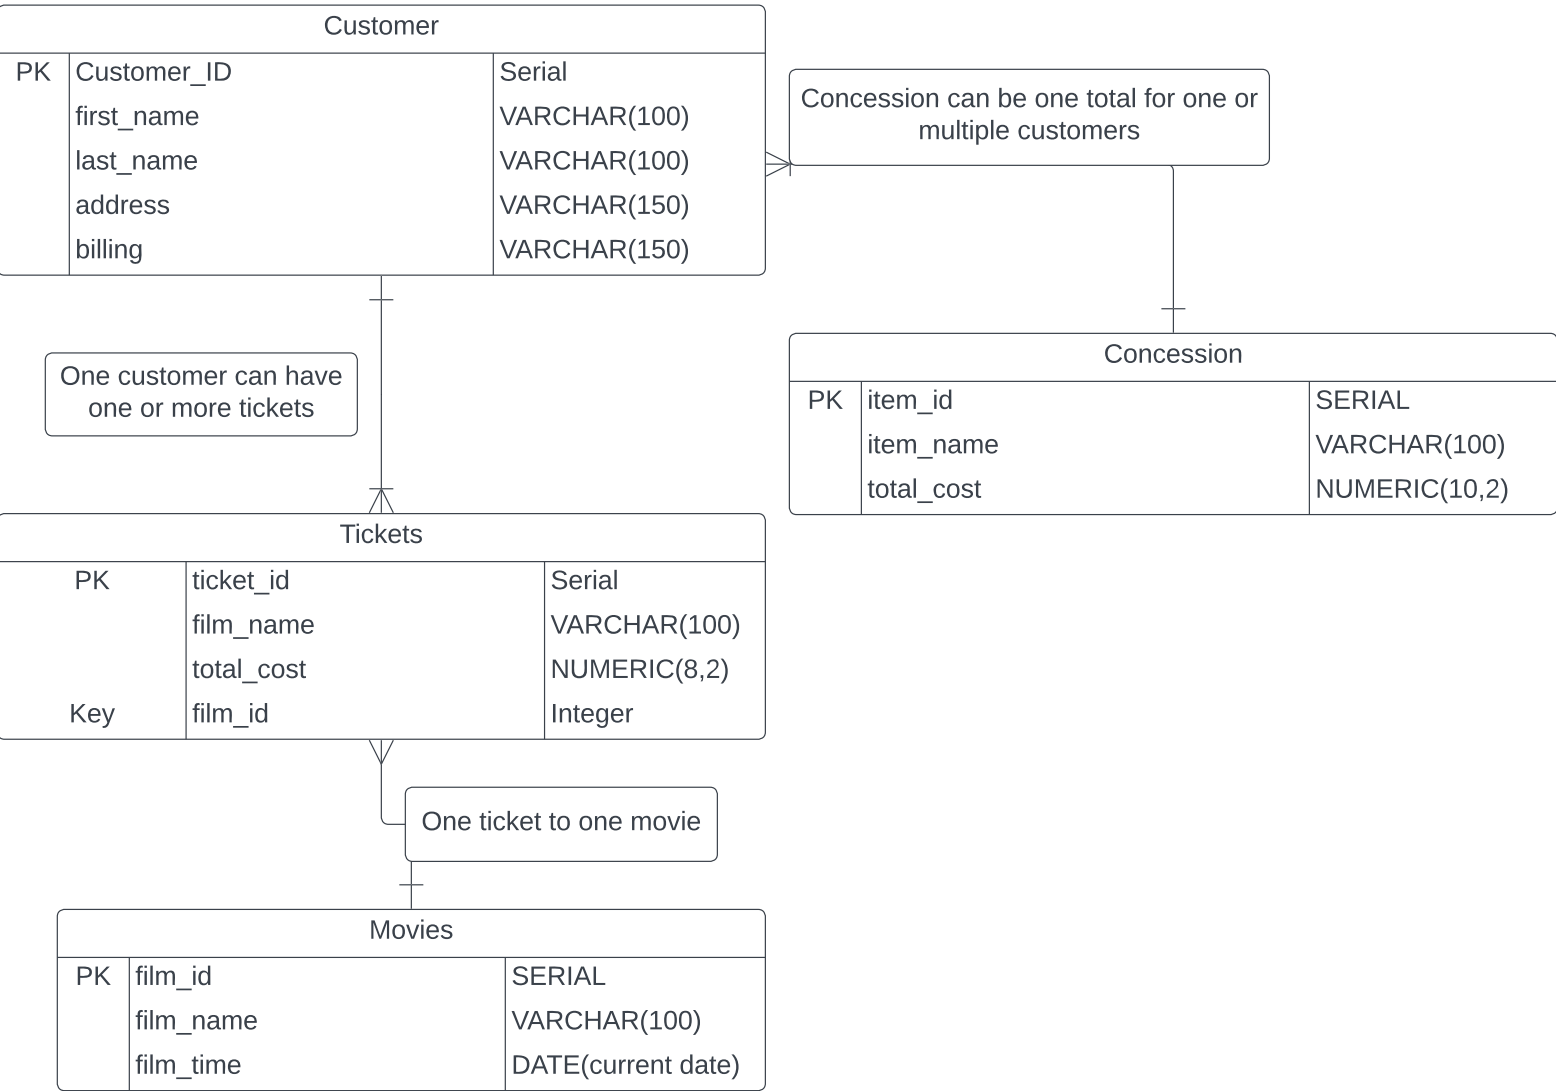 Customer
PK Customer_ID Serial
first_name VARCHAR(100)
last_name VARCHAR(100)
address VARCHAR(150)
billing VARCHAR(150)
Concession can be one total for one or
multiple customers
One customer can have
one or more tickets
Concession
PK item_id SERIAL
item_name VARCHAR(100)
total_cost NUMERIC(10,2)
Tickets
PK ticket_id Serial
film_name VARCHAR(100)
total_cost NUMERIC(8,2)
Key film_id Integer
One ticket to one movie
Movies
PK film_id SERIAL
film_name VARCHAR(100)
film_time DATE(current date)